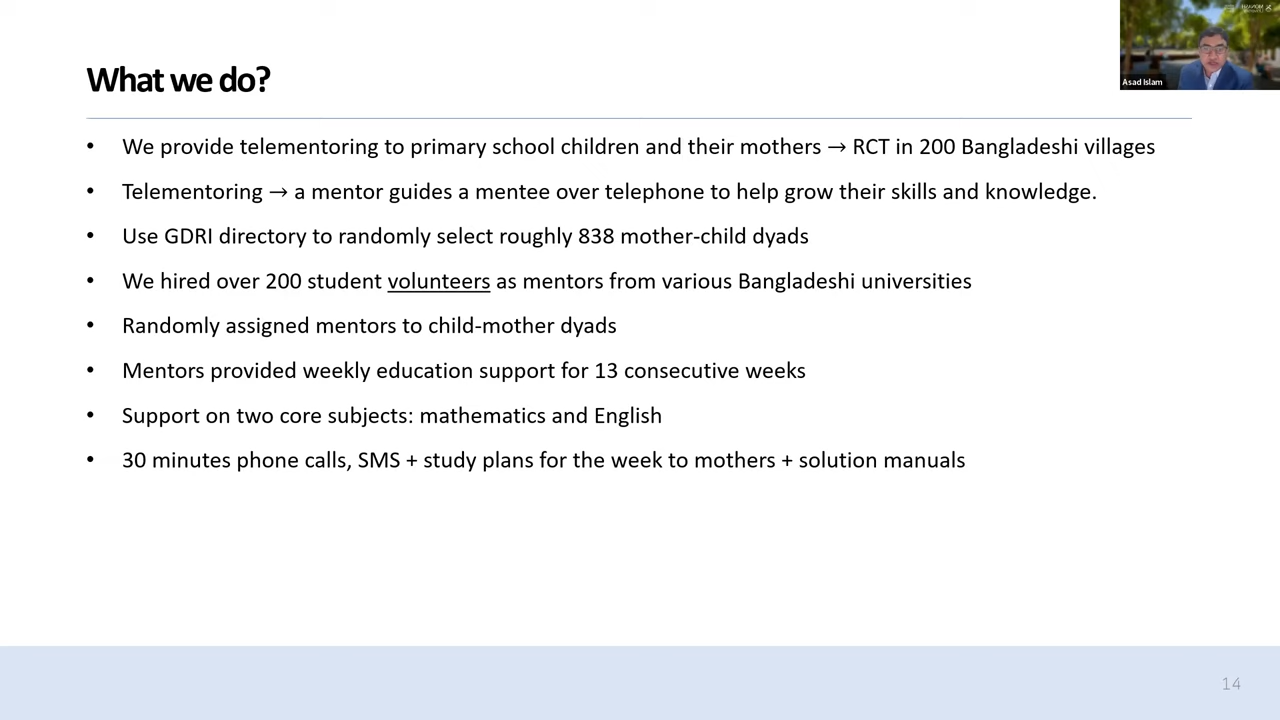 Asad Islam
What we do?
• We provide telementoring to primary school children and their mothers → RCT in 200 Bangladeshi villages
• Telementoring → a mentor guides a mentee over telephone to help grow their skills and knowledge.
• Use GDRI directory to randomly select roughly 838 mother-child dyads
• We hired over 200 student volunteers as mentors from various Bangladeshi universities
• Randomly assigned mentors to child-mother dyads
• Mentors provided weekly education support for 13 consecutive weeks
• Support on two core subjects: mathematics and English
• 30 minutes phone calls, SMS + study plans for the week to mothers + solution manuals
14